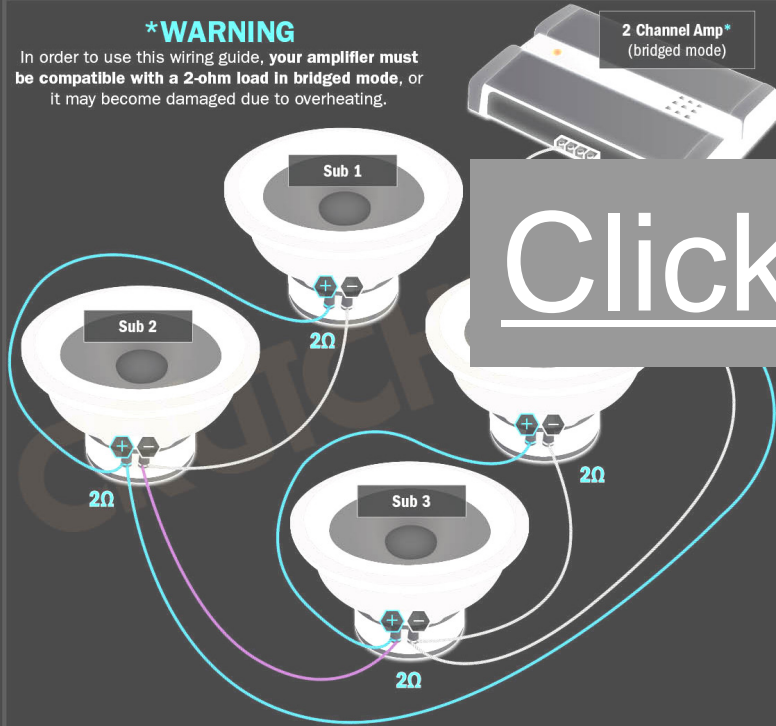 *WARNING
In order to use this wiring guide, your amplifier must
be compatible with a 2-ohm load in bridged mode, or
it may become damaged due to overheating.
2 Channel Amp*
(bridged mode)
Sub 1
+ −
2Ω
Click
Sub 2
+ −
2Ω
+ −
2Ω
Sub 3
+ −
2Ω